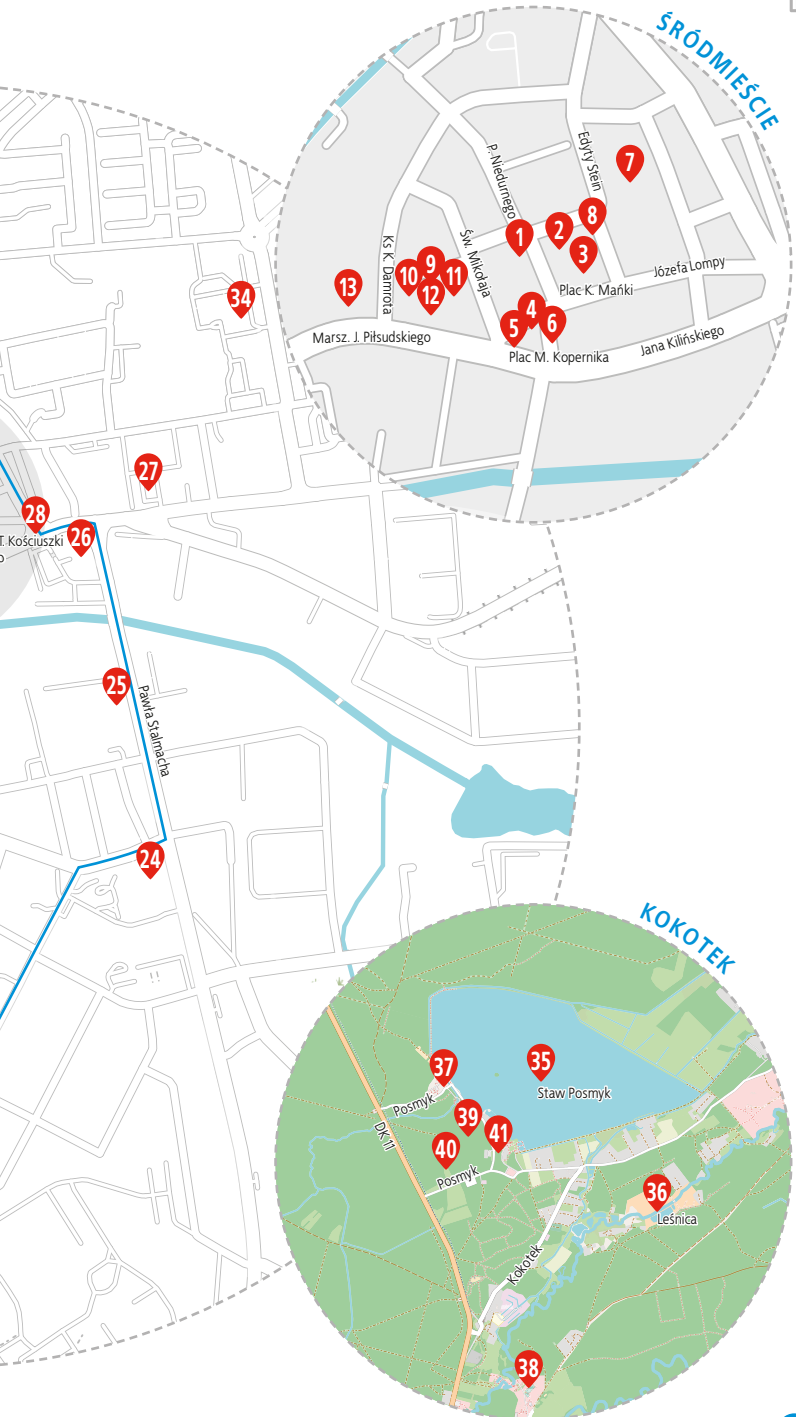 ŚRÓDMIEŚCIE
P. Niedurnego
Edyty Stein
7
8
2
1
3
Ks K. Damrota
Św. Mikołaja
9
10
11
12
13
Józefa Lompy
Plac K. Mańki
4
5
6
Marsz. J. Piłsudskiego
Plac M. Kopernika
Jana Kilińskiego
34
27
28
T. Kościuszki
26
25
Pawła Stalmacha
24
KOKOTEK
35
Staw Posmyk
37
Posmyk
39
41
DK 11
40
Posmyk
36
Leśnica
Kokotek
38